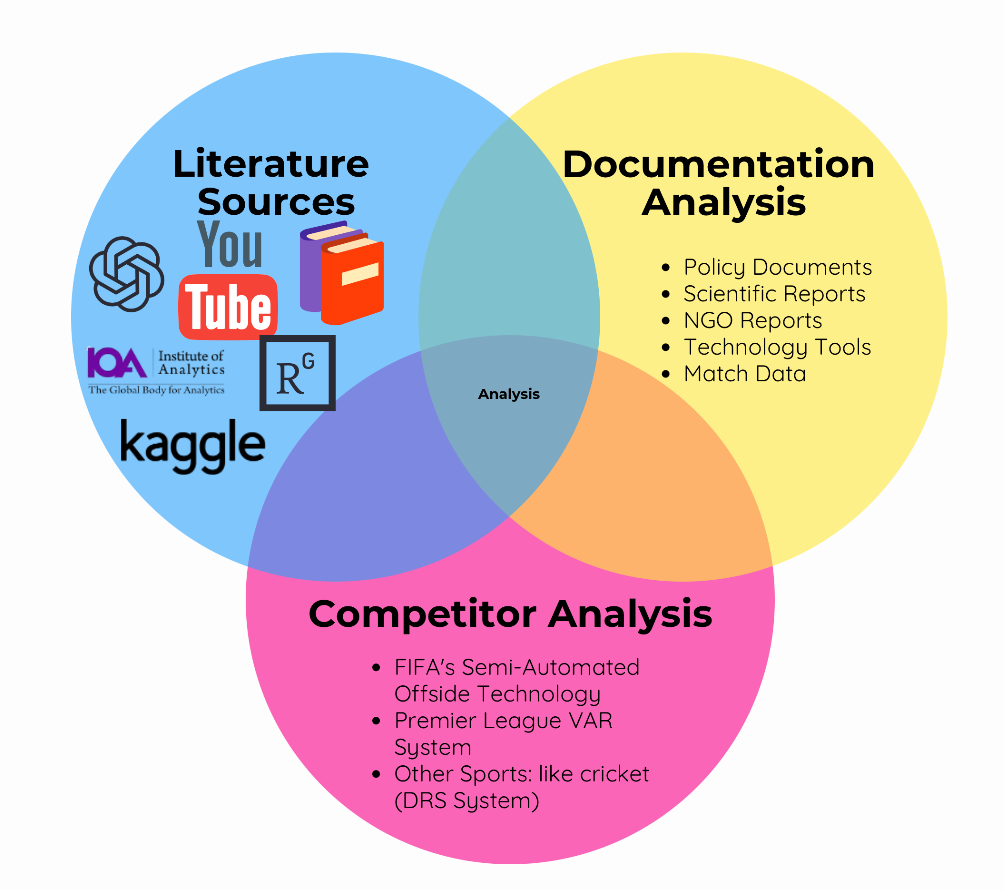 Literature
Sources
You
Tube
IOA
Institute of
Analytics
The Global Body for Analytics
RG
kaggle
Documentation
Analysis
• Policy Documents
• Scientific Reports
• NGO Reports
• Technology Tools
• Match Data
Analysis
Competitor Analysis
• FIFA's Semi-Automated
Offside Technology
• Premier League VAR
System
• Other Sports: like cricket
(DRS System)